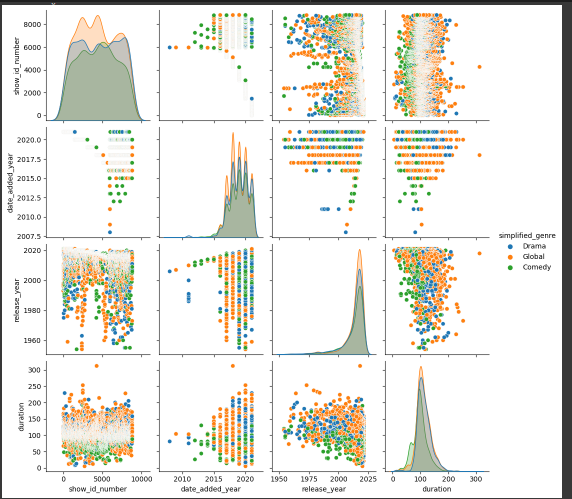 show_id_number
8000
6000
4000
2000
0
date_added_year
2020.0
2017.5
2015.0
2012.5
2010.0
2007.5
simplified_genre
Drama
Global
Comedy
release_year
2020
2000
1980
1960
duration
300
250
200
150
100
50
0
0 5000 10000
2010 2015 2020
1950 1975 2000 2025
0 100 200 300
show_id_number
date_added_year
release_year
duration